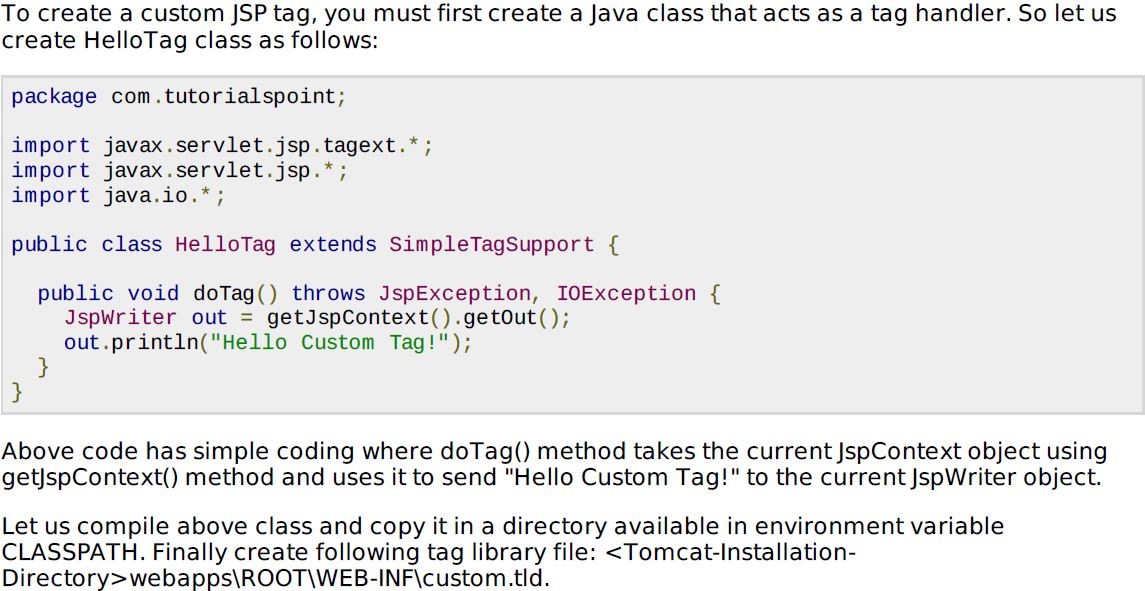 To create a custom JSP tag, you must first create a Java class that acts as a tag handler. So let us
create HelloTag class as follows:
package com.tutorialspoint;
import javax.servlet.jsp.tagext.*;
import javax.servlet.jsp.*;
import java.io.*;
public class HelloTag extends SimpleTagSupport {
public void doTag() throws JspException, IOException {
JspWriter out = getJspContext().getOut();
out.println("Hello Custom Tag!");
}
}
Above code has simple coding where doTag() method takes the current JspContext object using
getJspContext() method and uses it to send "Hello Custom Tag!" to the current JspWriter object.
Let us compile above class and copy it in a directory available in environment variable
CLASSPATH. Finally create following tag library file: <Tomcat-Installation-
Directory>webapps\ROOT\WEB-INF\custom.tld.